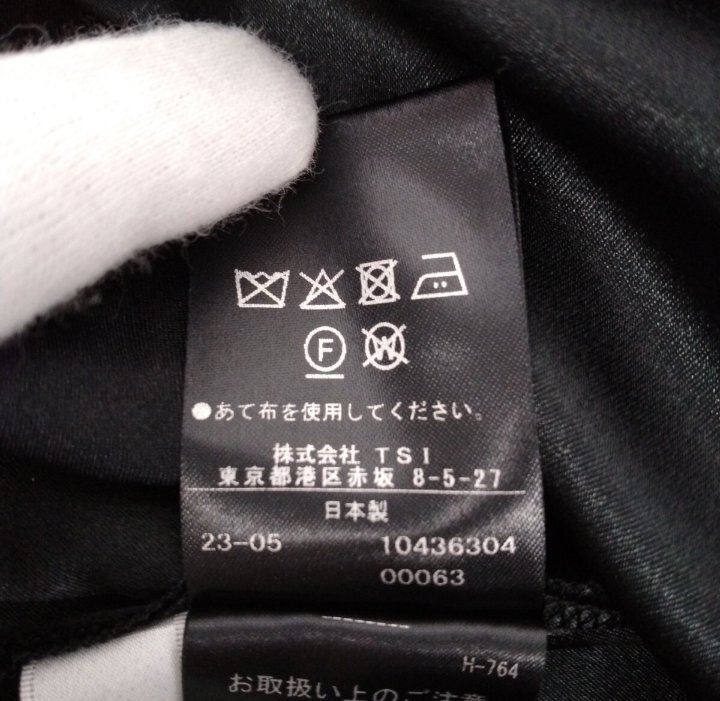 F W
●あて布を使用してください。
株式会社 TSI
東京都港区赤坂 8-5-27
日本製
23-05 10436304
00063
H-764
お取扱い上のご注意